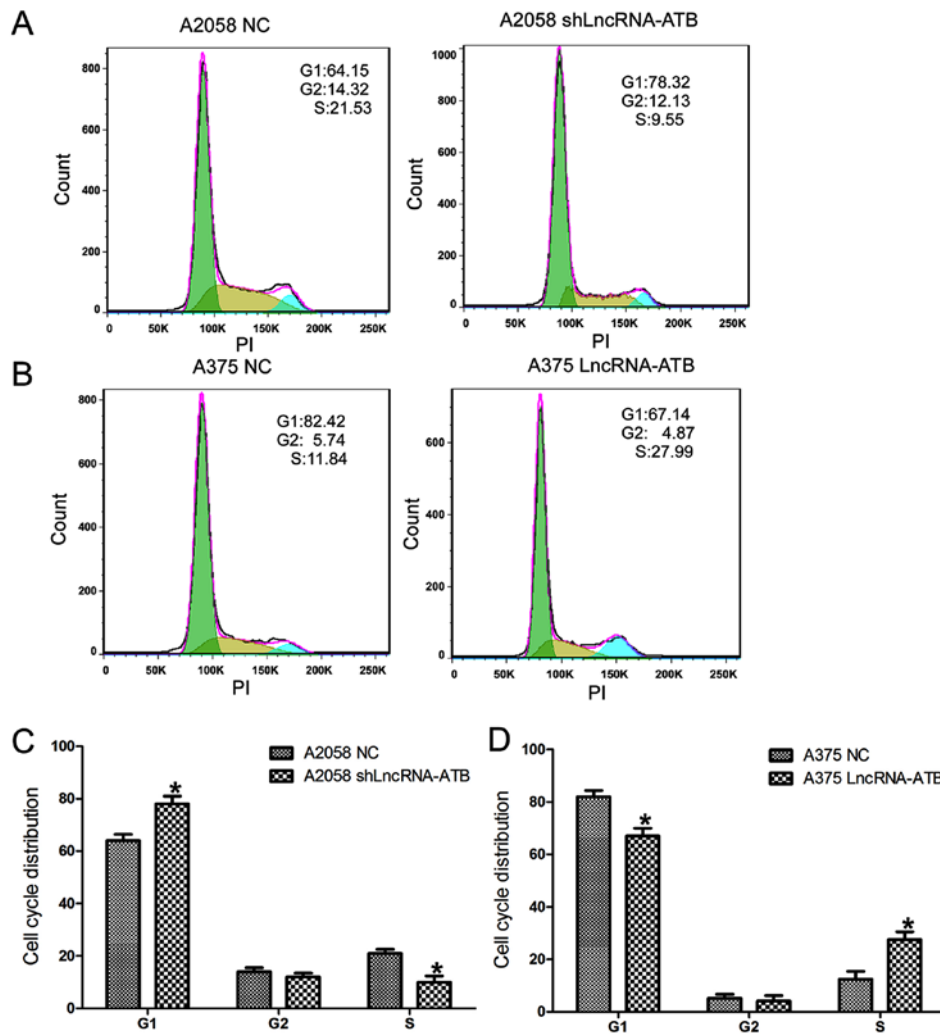 A
A2058 NC
A2058 shLncRNA-ATB
G1:64.15
G2:14.32
S:21.53
G1:78.32
G2:12.13
S:9.55
Count
800
600
400
200
0
0 50K 100K 150K 200K 250K
PI
Count
1000
800
600
400
200
0
0 50K 100K 150K 200K 250K
PI
B
A375 NC
A375 LncRNA-ATB
G1:82.42
G2: 5.74
S:11.84
G1:67.14
G2: 4.87
S:27.99
Count
800
600
400
200
0
0 50K 100K 150K 200K 250K
PI
Count
600
400
200
0
0 50K 100K 150K 200K 250K
PI
C
A2058 NC
A2058 shLncRNA-ATB
Cell cycle distribution
100
80
60
40
20
0
*
*
G1 G2 S
D
A375 NC
A375 LncRNA-ATB
Cell cycle distribution
100
80
60
40
20
0
*
*
G1 G2 S